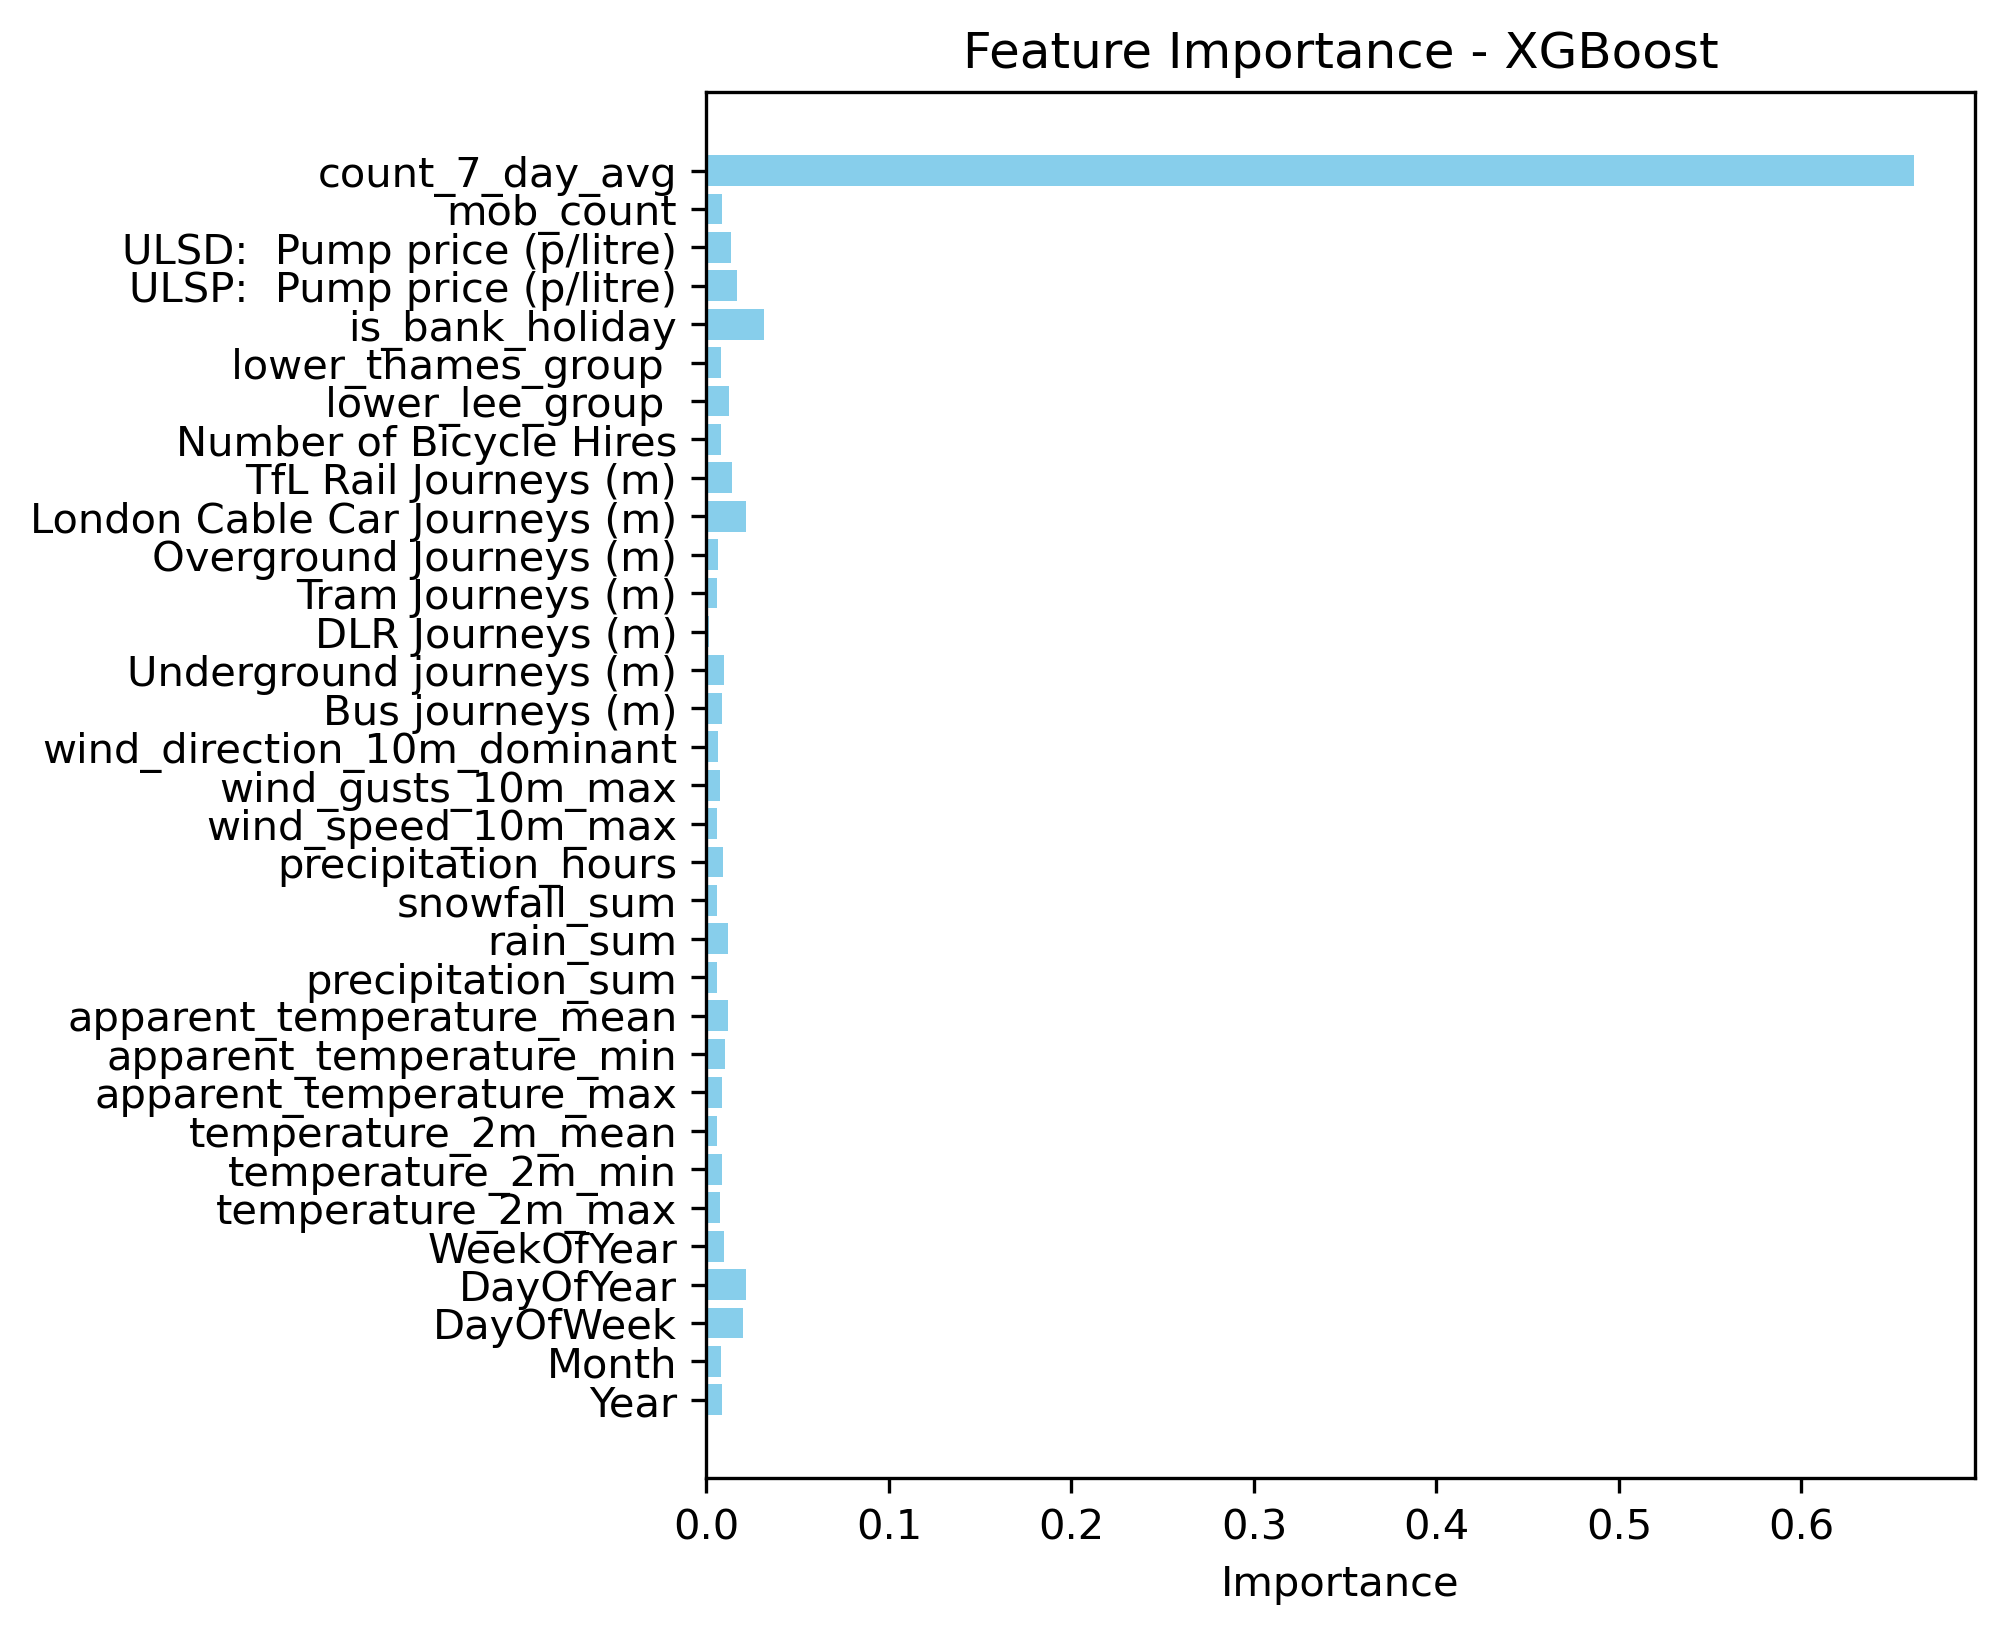 Feature Importance - XGBoost
count_7_day_avg
mob_count
ULSD:  Pump price (p/litre)
ULSP:  Pump price (p/litre)
is_bank_holiday
lower_thames_group
lower_lee_group
Number of Bicycle Hires
TfL Rail Journeys (m)
London Cable Car Journeys (m)
Overground Journeys (m)
Tram Journeys (m)
DLR Journeys (m)
Underground journeys (m)
Bus journeys (m)
wind_direction_10m_dominant
wind_gusts_10m_max
wind_speed_10m_max
precipitation_hours
snowfall_sum
rain_sum
precipitation_sum
apparent_temperature_mean
apparent_temperature_min
apparent_temperature_max
temperature_2m_mean
temperature_2m_min
temperature_2m_max
WeekOfYear
DayOfYear
DayOfWeek
Month
Year
0.0 0.1 0.2 0.3 0.4 0.5 0.6
Importance